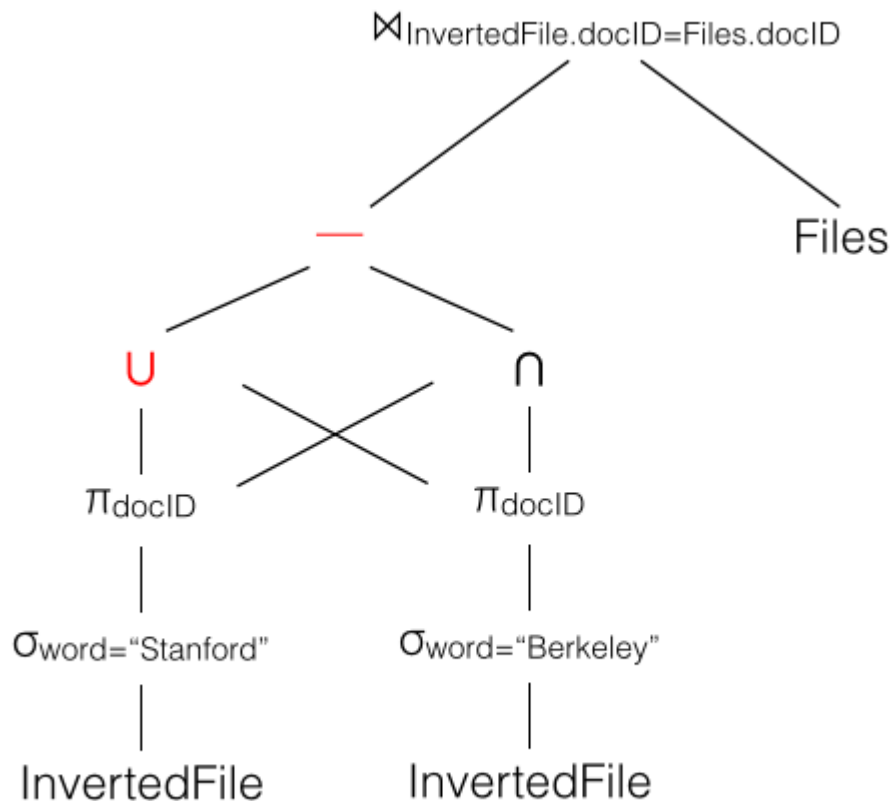 ⋈InvertedFile.docID=Files.docID
— Files
∪ ∩
πdocID πdocID
σword=“Stanford” σword=“Berkeley”
InvertedFile InvertedFile